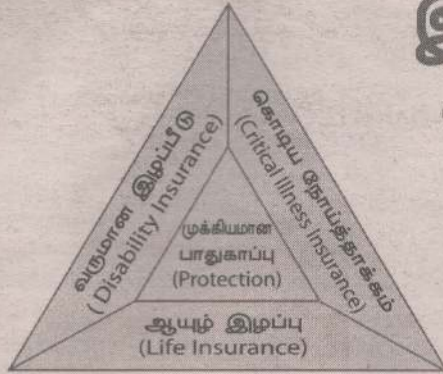 வருமான இழப்பீடு
( Disability Insurance)
கொடிய நோய்த்தாக்கம்
(Critical Illness Insurance)
முக்கியமான
பாதுகாப்பு
(Protection)
ஆயுழ் இழப்பு
(Life Insurance)